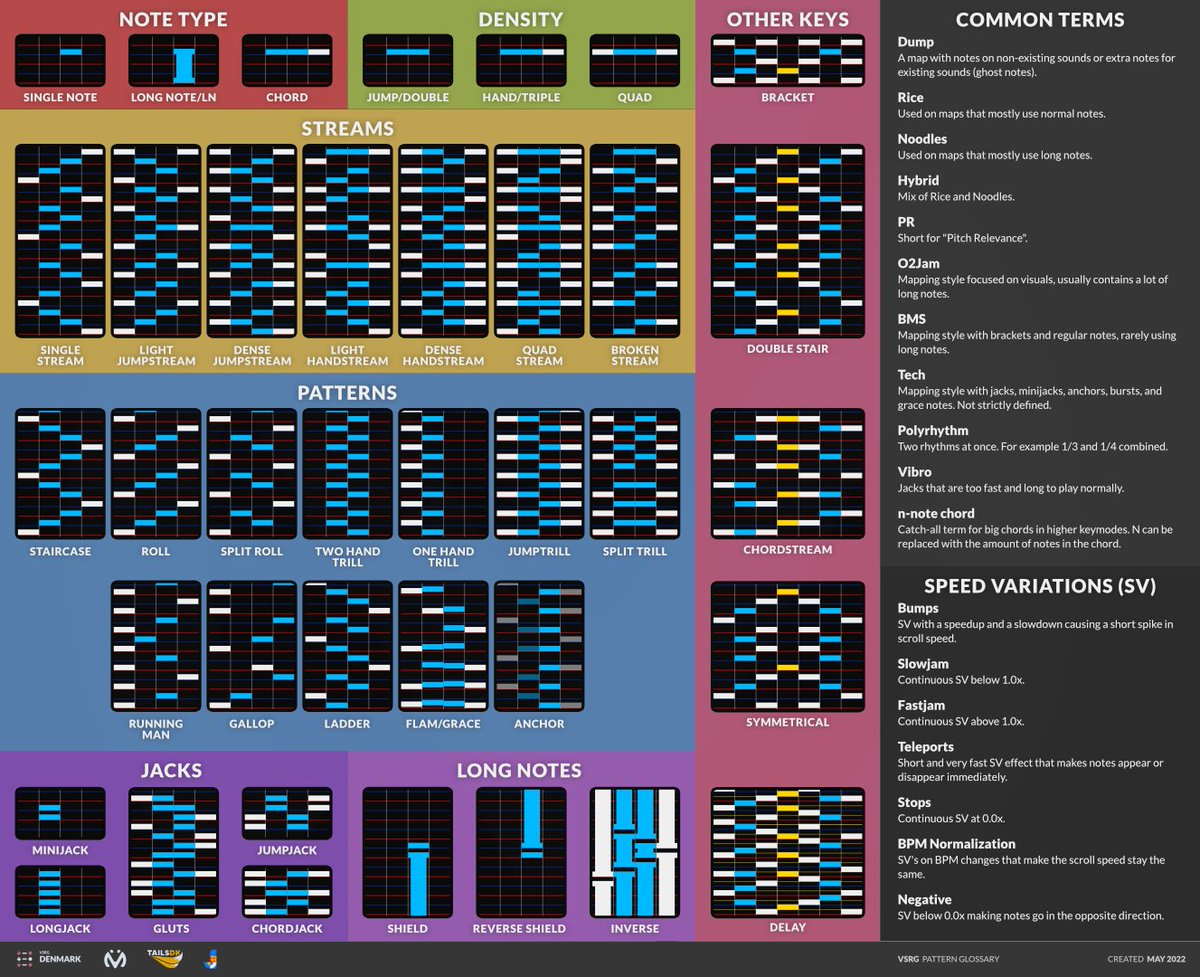 NOTE TYPE
SINGLE NOTE
LONG NOTE/LN
CHORD
DENSITY
JUMP/DOUBLE
HAND/TRIPLE
QUAD
STREAMS
SINGLE
STREAM
LIGHT
JUMPSTREAM
DENSE
JUMPSTREAM
LIGHT
HANDSTREAM
DENSE
HANDSTREAM
QUAD
STREAM
BROKEN
STREAM
PATTERNS
STAIRCASE
ROLL
SPLIT ROLL
TWO HAND
TRILL
ONE HAND
TRILL
JUMPTRILL
SPLIT TRILL
RUNNING
MAN
GALLOP
LADDER
FLAM/GRACE
ANCHOR
JACKS
MINIJACK
LONGJACK
GLUTS
JUMPJACK
CHORDJACK
LONG NOTES
SHIELD
REVERSE SHIELD
INVERSE
OTHER KEYS
BRACKET
DOUBLE STAIR
CHORDSTREAM
SYMMETRICAL
DELAY
COMMON TERMS
Dump
A map with notes on non-existing sounds or extra notes for
existing sounds (ghost notes).
Rice
Used on maps that mostly use normal notes.
Noodles
Used on maps that mostly use long notes.
Hybrid
Mix of Rice and Noodles.
PR
Short for "Pitch Relevance".
O2Jam
Mapping style focused on visuals, usually contains a lot of
long notes.
BMS
Mapping style with brackets and regular notes, rarely using
long notes.
Tech
Mapping style with jacks, minijacks, anchors, bursts, and
grace notes. Not strictly defined.
Polyrhythm
Two rhythms at once. For example 1/3 and 1/4 combined.
Vibro
Jacks that are too fast and long to play normally.
n-note chord
Catch-all term for big chords in higher keymodes. N can be
replaced with the amount of notes in the chord.
SPEED VARIATIONS (SV)
Bumps
SV with a speedup and a slowdown causing a short spike in
scroll speed.
Slowjam
Continuous SV below 1.0x.
Fastjam
Continuous SV above 1.0x.
Teleports
Short and very fast SV effect that makes notes appear or
disappear immediately.
Stops
Continuous SV at 0.0x.
BPM Normalization
SV's on BPM changes that make the scroll speed stay the
same.
Negative
SV below 0.0x making notes go in the opposite direction.
VSRG
DENMARK
TAILSDK
VSRG PATTERN GLOSSARY
CREATED MAY 2022